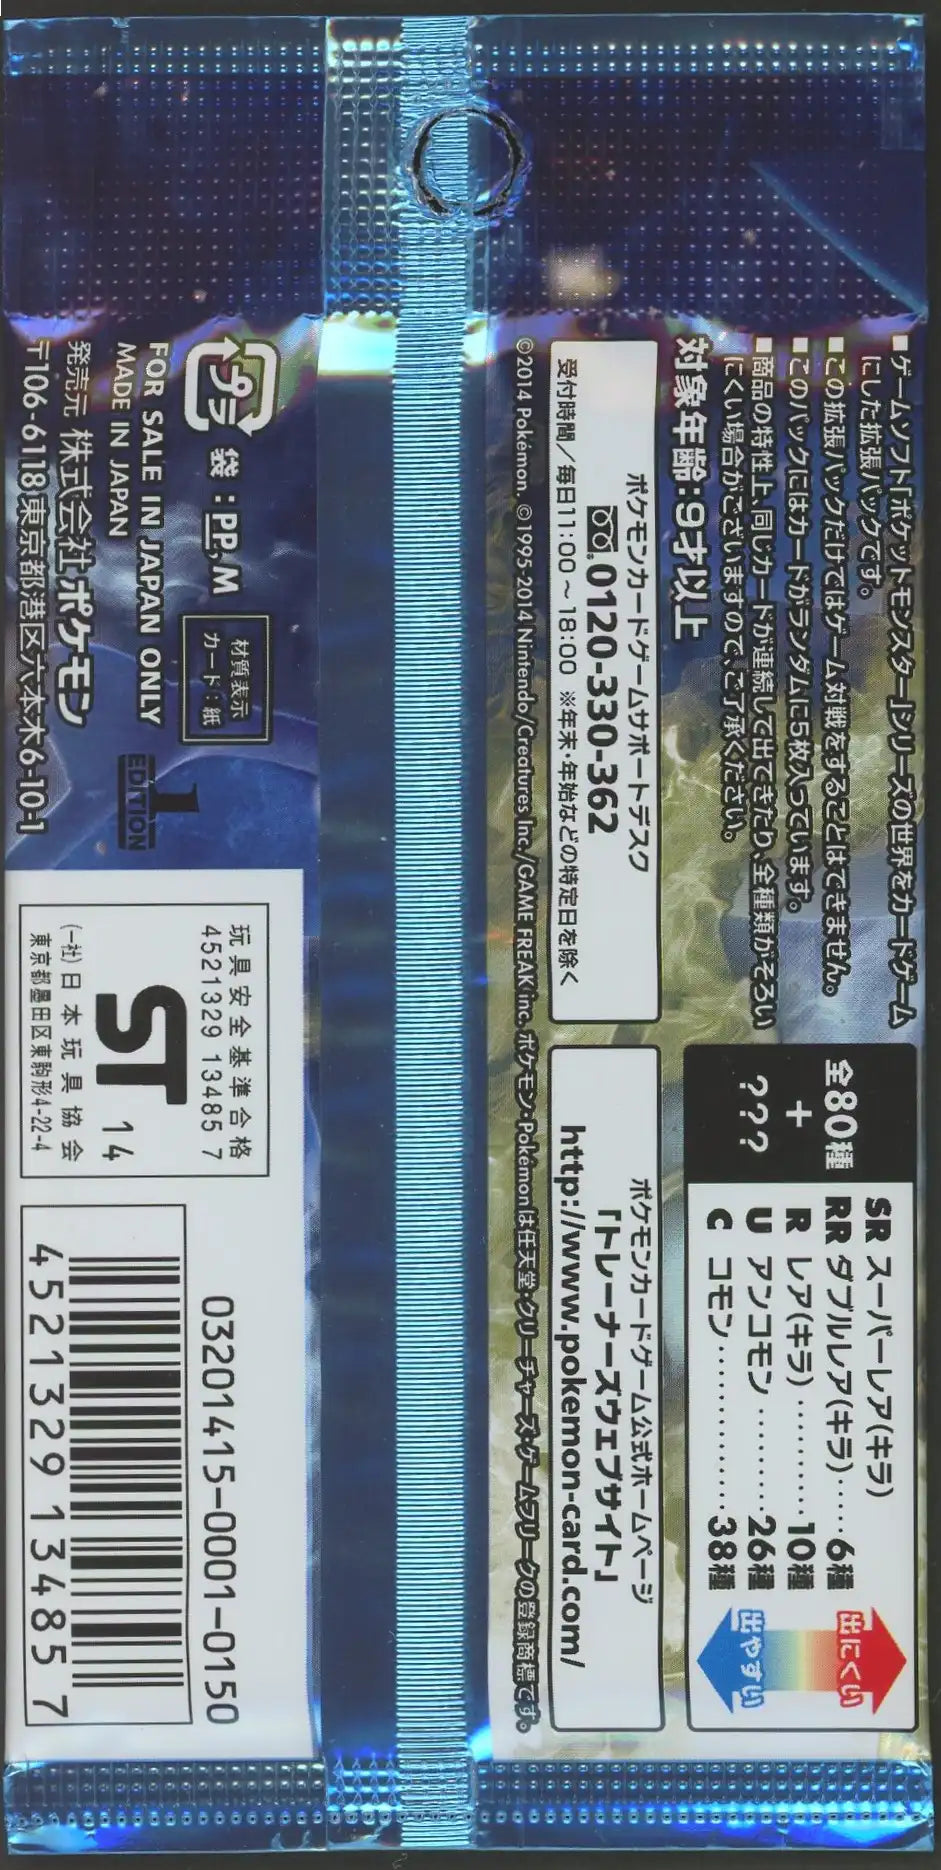 ■ゲームソフト『ポケットモンスター』シリーズの世界をカードゲーム
にした拡張パックです。
■この拡張パックだけではゲーム対戦をすることはできません。
■このパックにはカードがランダムに5枚入っています。
■商品の特性上、同じカードが連続して出てきたり、全種類がそろい
にくい場合がございますので、ご了承ください。
対象年齢：9才以上
ポケモンカードゲームサポートデスク
0120-330-362
受付時間／毎日11:00～18:00 ※年末・年始などの特定日を除く
全80種
+
???
SR スーパーレア(キラ)
RR ダブルレア(キラ)‥‥6種
R レア(キラ)‥‥‥‥‥10種
U アンコモン‥‥‥‥‥26種
C コモン‥‥‥‥‥‥‥38種
出にくい
出やすい
ポケモンカードゲーム公式ホームページ
「トレーナーズウェブサイト」
http://www.pokemon-card.com/
©2014 Pokémon. ©1995-2014 Nintendo/Creatures Inc./GAME FREAK inc. ポケモン・Pokémonは任天堂・クリーチャーズ・ゲームフリークの登録商標です。
プラ
袋：PP,M
材質表示
カード：紙
FOR SALE IN JAPAN ONLY
MADE IN JAPAN
1
EDITION
発売元 株式会社ポケモン
〒106-6118東京都港区六本木6-10-1
玩具安全基準合格
4521329 13485 7
ST 14
(一社)日本玩具協会
東京都墨田区東駒形4-22-4
03201415-0001-0150
4521329 13485 7